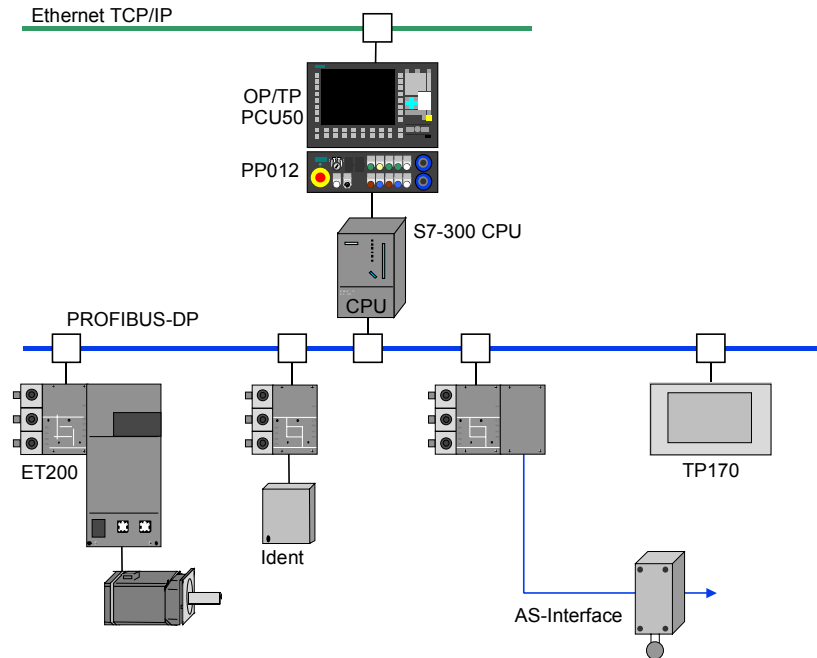 Ethernet TCP/IP
OP/TP
PCU50
PP012
S7-300 CPU
CPU
PROFIBUS-DP
ET200
Ident
TP170
AS-Interface